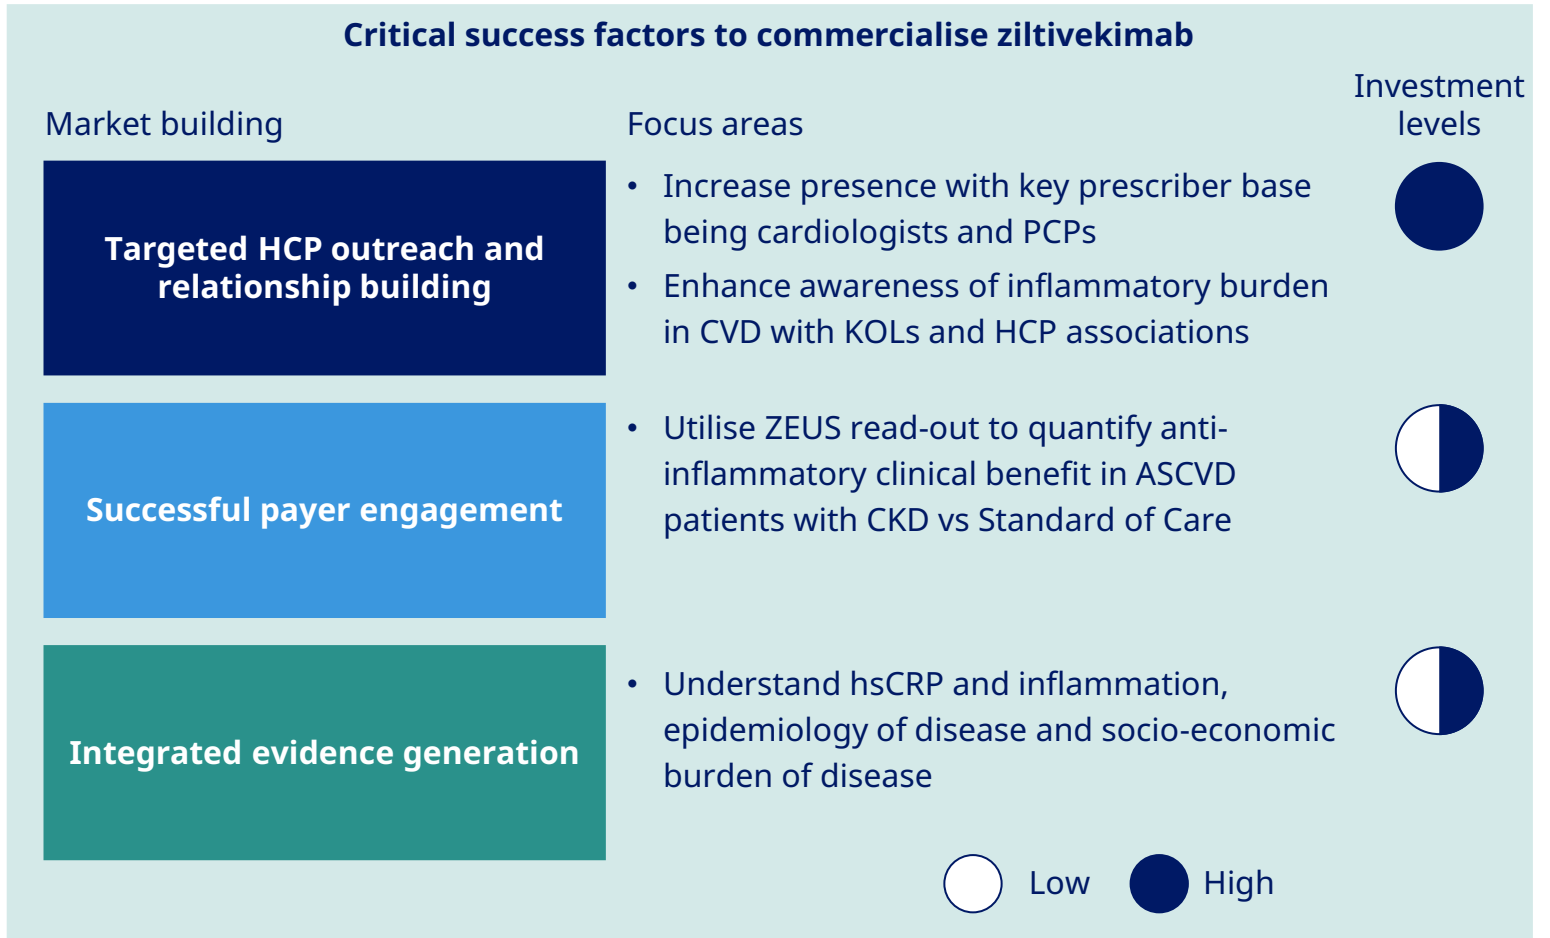 Critical success factors to commercialise ziltivekimab
Market building
Focus areas
Investment
levels
Targeted HCP outreach and
relationship building
• Increase presence with key prescriber base
being cardiologists and PCPs
• Enhance awareness of inflammatory burden
in CVD with KOLs and HCP associations
Successful payer engagement
• Utilise ZEUS read-out to quantify anti-
inflammatory clinical benefit in ASCVD
patients with CKD vs Standard of Care
Integrated evidence generation
• Understand hsCRP and inflammation,
epidemiology of disease and socio-economic
burden of disease
Low
High